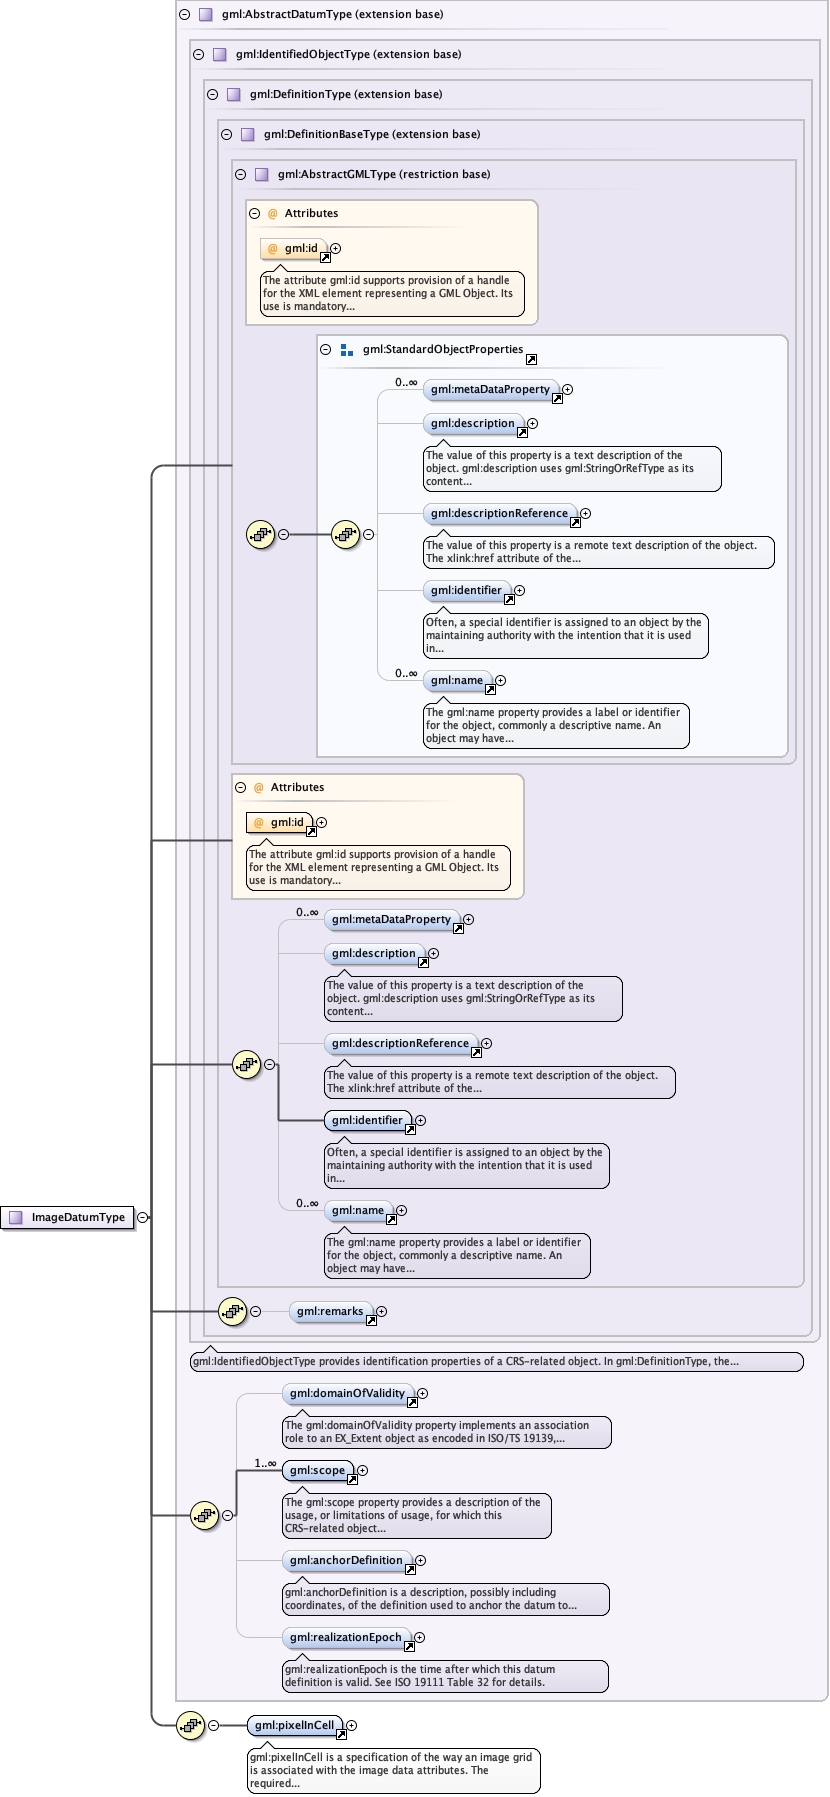 gml:AbstractDatumType (extension base)
gml:IdentifiedObjectType (extension base)
gml:DefinitionType (extension base)
gml:DefinitionBaseType (extension base)
gml:AbstractGMLType (restriction base)
@ Attributes
@ gml:id
The attribute gml:id supports provision of a handle
for the XML element representing a GML Object. Its
use is mandatory...
gml:StandardObjectProperties
0..∞
gml:metaDataProperty
gml:description
The value of this property is a text description of the
object. gml:description uses gml:StringOrRefType as its
content...
gml:descriptionReference
The value of this property is a remote text description of the object.
The xlink:href attribute of the...
gml:identifier
Often, a special identifier is assigned to an object by the
maintaining authority with the intention that it is used
in...
0..∞
gml:name
The gml:name property provides a label or identifier
for the object, commonly a descriptive name. An
object may have...
@ Attributes
@ gml:id
The attribute gml:id supports provision of a handle
for the XML element representing a GML Object. Its
use is mandatory...
0..∞
gml:metaDataProperty
gml:description
The value of this property is a text description of the
object. gml:description uses gml:StringOrRefType as its
content...
gml:descriptionReference
The value of this property is a remote text description of the object.
The xlink:href attribute of the...
gml:identifier
Often, a special identifier is assigned to an object by the
maintaining authority with the intention that it is used
in...
0..∞
gml:name
ImageDatumType
The gml:name property provides a label or identifier
for the object, commonly a descriptive name. An
object may have...
gml:remarks
gml:IdentifiedObjectType provides identification properties of a CRS-related object. In gml:DefinitionType, the...
gml:domainOfValidity
The gml:domainOfValidity property implements an association
role to an EX_Extent object as encoded in ISO/TS 19139,...
1..∞
gml:scope
The gml:scope property provides a description of the
usage, or limitations of usage, for which this
CRS-related object...
gml:anchorDefinition
gml:anchorDefinition is a description, possibly including
coordinates, of the definition used to anchor the datum to...
gml:realizationEpoch
gml:realizationEpoch is the time after which this datum
definition is valid. See ISO 19111 Table 32 for details.
gml:pixelInCell
gml:pixelInCell is a specification of the way an image grid
is associated with the image data attributes. The
required...